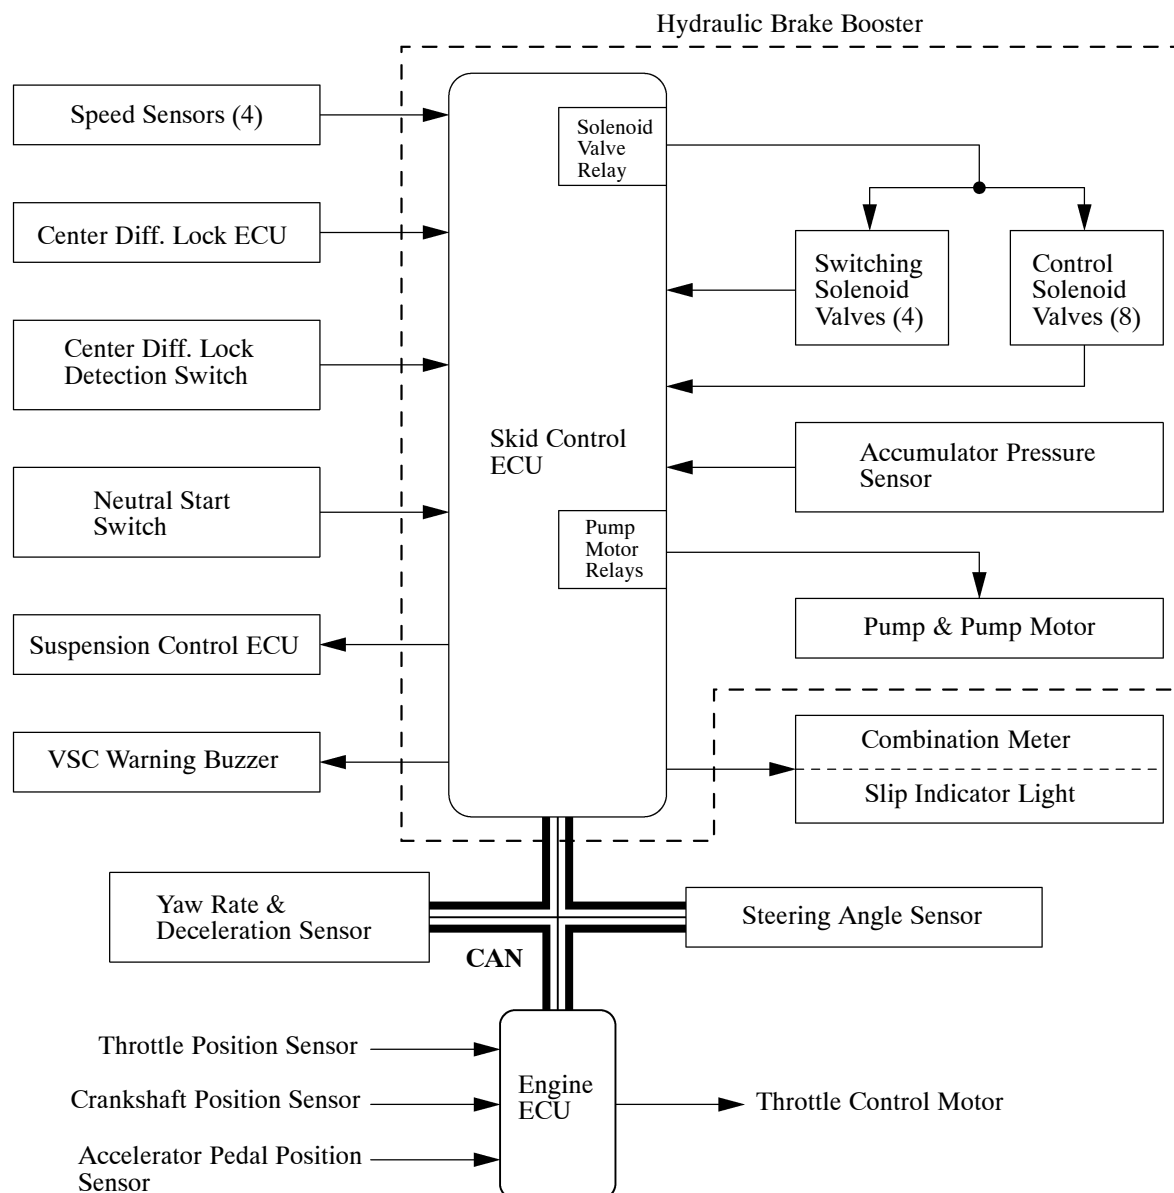 Hydraulic Brake Booster
Speed Sensors (4)
Center Diff. Lock ECU
Center Diff. Lock
Detection Switch
Neutral Start
Switch
Suspension Control ECU
VSC Warning Buzzer
Solenoid
Valve
Relay
Skid Control
ECU
Pump
Motor
Relays
Switching
Solenoid
Valves (4)
Control
Solenoid
Valves (8)
Accumulator Pressure
Sensor
Pump & Pump Motor
Combination Meter
Slip Indicator Light
Yaw Rate &
Deceleration Sensor
CAN
Steering Angle Sensor
Throttle Position Sensor
Crankshaft Position Sensor
Accelerator Pedal Position
Sensor
Engine
ECU
Throttle Control Motor